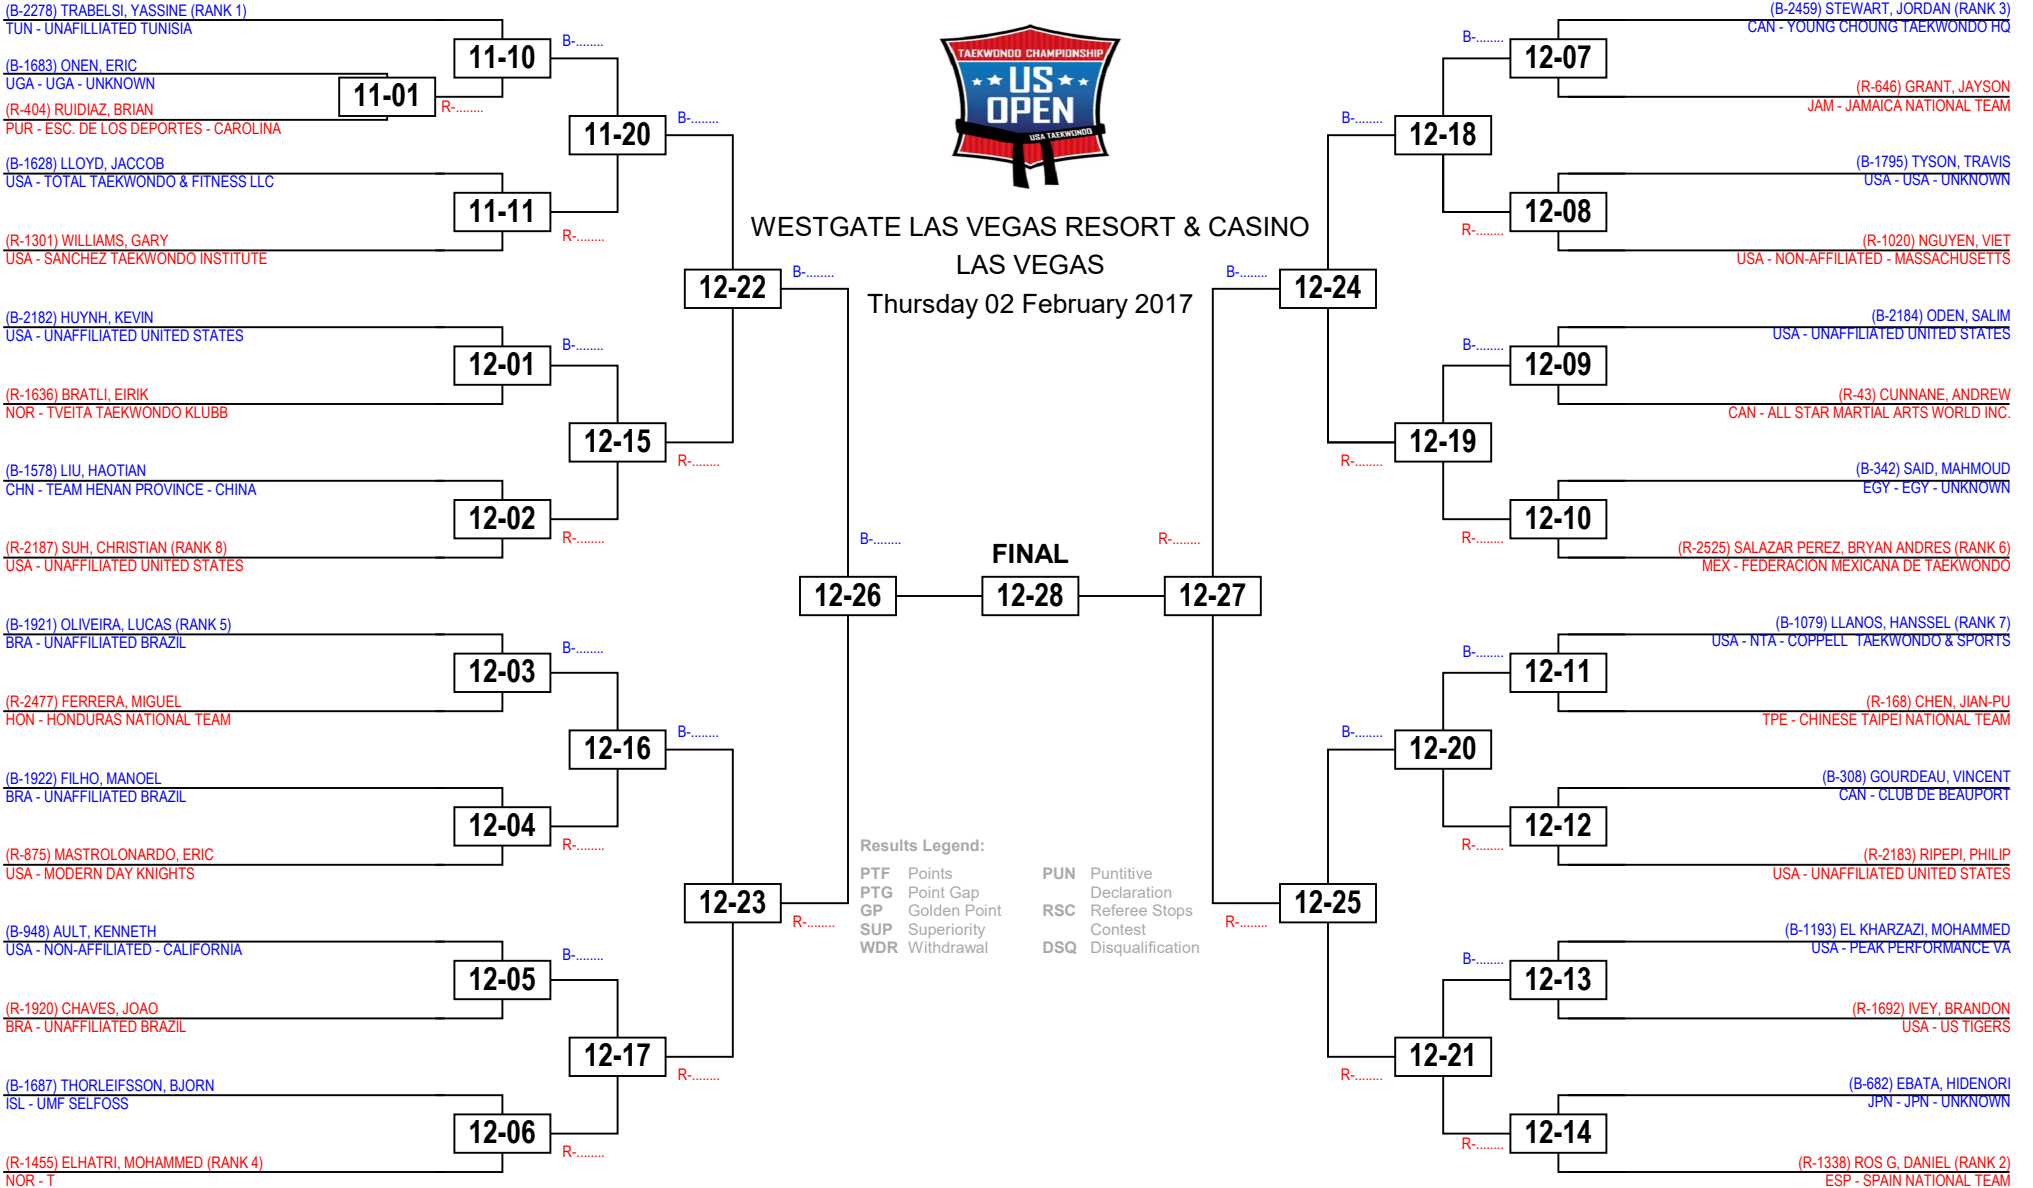 (B-2278) TRABELSI, YASSINE (RANK 1)
TUN - UNAFILLIATED TUNISIA
(B-1683) ONEN, ERIC
UGA - UGA - UNKNOWN
(R-404) RUIDIAZ, BRIAN
PUR - ESC. DE LOS DEPORTES - CAROLINA
(B-1628) LLOYD, JACCOB
USA - TOTAL TAEKWONDO & FITNESS LLC
(R-1301) WILLIAMS, GARY
USA - SANCHEZ TAEKWONDO INSTITUTE
(B-2182) HUYNH, KEVIN
USA - UNAFFILIATED UNITED STATES
(R-1636) BRATLI, EIRIK
NOR - TVEITA TAEKWONDO KLUBB
(B-1578) LIU, HAOTIAN
CHN - TEAM HENAN PROVINCE - CHINA
(R-2187) SUH, CHRISTIAN (RANK 8)
USA - UNAFFILIATED UNITED STATES
(B-1921) OLIVEIRA, LUCAS (RANK 5)
BRA - UNAFFILIATED BRAZIL
(R-2477) FERRERA, MIGUEL
HON - HONDURAS NATIONAL TEAM
(B-1922) FILHO, MANOEL
BRA - UNAFFILIATED BRAZIL
(R-875) MASTROLONARDO, ERIC
USA - MODERN DAY KNIGHTS
(B-948) AULT, KENNETH
USA - NON-AFFILIATED - CALIFORNIA
(R-1920) CHAVES, JOAO
BRA - UNAFFILIATED BRAZIL
(B-1687) THORLEIFSSON, BJORN
ISL - UMF SELFOSS
(R-1455) ELHATRI, MOHAMMED (RANK 4)
NOR - T
11-01
R-........
11-10
B-........
11-11
R-........
12-01
B-........
12-02
R-........
12-03
B-........
12-04
R-........
12-05
B-........
12-06
R-........
11-20
B-........
12-15
R-........
12-16
B-........
12-17
R-........
12-22
B-........
12-23
R-........
B-........
12-26
TAEKWONDO CHAMPIONSHIP
US
OPEN
USA TAEKWONDO
WESTGATE LAS VEGAS RESORT & CASINO
LAS VEGAS
Thursday 02 February 2017
FINAL
12-28
Results Legend:
PTF Points
PTG Point Gap
GP Golden Point
SUP Superiority
WDR Withdrawal
PUN Puntitive
Declaration
RSC Referee Stops
Contest
DSQ Disqualification
R-........
12-27
B-........
12-24
R-........
12-25
B-........
12-18
R-........
12-19
B-........
12-20
R-........
12-21
B-........
12-07
R-........
12-08
B-........
12-09
R-........
12-10
B-........
12-11
R-........
12-12
B-........
12-13
R-........
12-14
(B-2459) STEWART, JORDAN (RANK 3)
CAN - YOUNG CHOUNG TAEKWONDO HQ
(R-646) GRANT, JAYSON
JAM - JAMAICA NATIONAL TEAM
(B-1795) TYSON, TRAVIS
USA - USA - UNKNOWN
(R-1020) NGUYEN, VIET
USA - NON-AFFILIATED - MASSACHUSETTS
(B-2184) ODEN, SALIM
USA - UNAFFILIATED UNITED STATES
(R-43) CUNNANE, ANDREW
CAN - ALL STAR MARTIAL ARTS WORLD INC.
(B-342) SAID, MAHMOUD
EGY - EGY - UNKNOWN
(R-2525) SALAZAR PEREZ, BRYAN ANDRES (RANK 6)
MEX - FEDERACION MEXICANA DE TAEKWONDO
(B-1079) LLANOS, HANSSEL (RANK 7)
USA - NTA - COPPELL TAEKWONDO & SPORTS
(R-168) CHEN, JIAN-PU
TPE - CHINESE TAIPEI NATIONAL TEAM
(B-308) GOURDEAU, VINCENT
CAN - CLUB DE BEAUPORT
(R-2183) RIPEPI, PHILIP
USA - UNAFFILIATED UNITED STATES
(B-1193) EL KHARZAZI, MOHAMMED
USA - PEAK PERFORMANCE VA
(R-1692) IVEY, BRANDON
USA - US TIGERS
(B-682) EBATA, HIDENORI
JPN - JPN - UNKNOWN
(R-1338) ROS G, DANIEL (RANK 2)
ESP - SPAIN NATIONAL TEAM